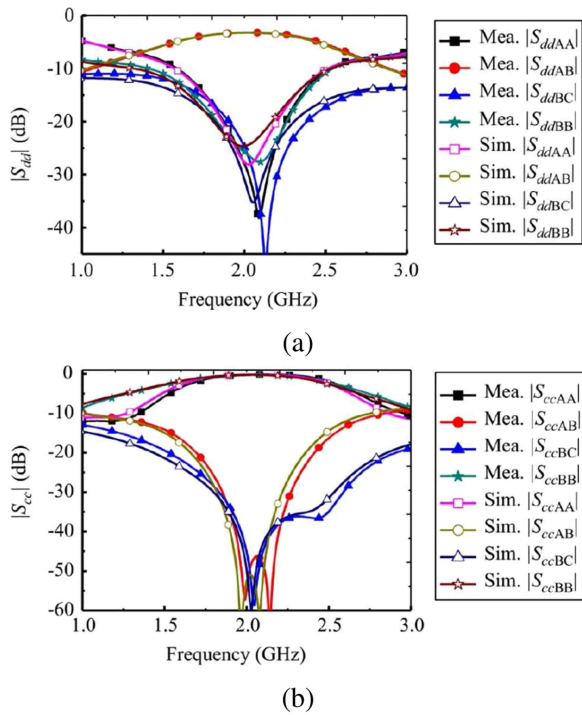 0
-10
-20
-30
-40
|Sdd| (dB)
1.0 1.5 2.0 2.5 3.0
Frequency (GHz)
Mea. |SddAA|
Mea. |SddAB|
Mea. |SddBC|
Mea. |SddBB|
Sim. |SddAA|
Sim. |SddAB|
Sim. |SddBC|
Sim. |SddBB|
(a)
0
-10
-20
-30
-40
-50
-60
|Scc| (dB)
1.0 1.5 2.0 2.5 3.0
Frequency (GHz)
Mea. |SccAA|
Mea. |SccAB|
Mea. |SccBC|
Mea. |SccBB|
Sim. |SccAA|
Sim. |SccAB|
Sim. |SccBC|
Sim. |SccBB|
(b)